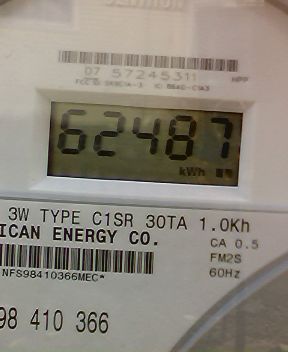 D7 57245311
62487
kWh
3W TYPE C1SR 30TA 1.0Kh
ICAN ENERGY CO.
CA 0.5
FM2S
60Hz
NFS98410366MEC*
98 410 366